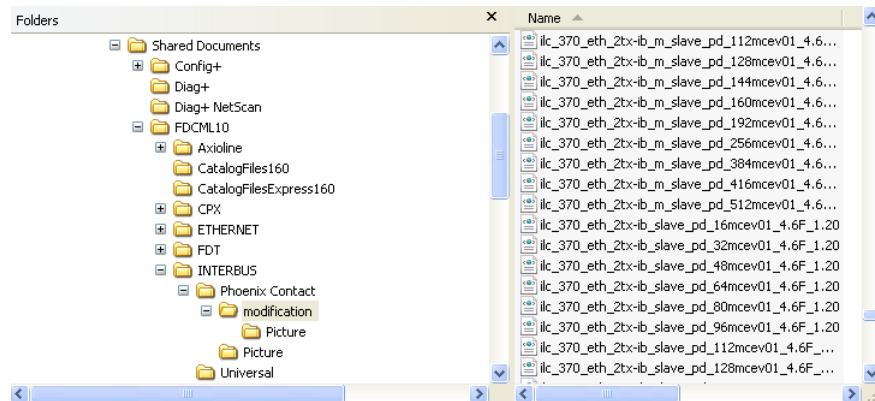 Folders
Shared Documents
Config+
Diag+
Diag+ NetScan
FDCML10
Axioline
CatalogFiles160
CatalogFilesExpress160
CPX
ETHERNET
FDT
INTERBUS
Phoenix Contact
modification
Picture
Picture
Universal
Name
ilc_370_eth_2tx-ib_m_slave_pd_112mcev01_4.6...
ilc_370_eth_2tx-ib_m_slave_pd_128mcev01_4.6...
ilc_370_eth_2tx-ib_m_slave_pd_144mcev01_4.6...
ilc_370_eth_2tx-ib_m_slave_pd_160mcev01_4.6...
ilc_370_eth_2tx-ib_m_slave_pd_192mcev01_4.6...
ilc_370_eth_2tx-ib_m_slave_pd_256mcev01_4.6...
ilc_370_eth_2tx-ib_m_slave_pd_384mcev01_4.6...
ilc_370_eth_2tx-ib_m_slave_pd_416mcev01_4.6...
ilc_370_eth_2tx-ib_m_slave_pd_512mcev01_4.6...
ilc_370_eth_2tx-ib_slave_pd_16mcev01_4.6F_1.20
ilc_370_eth_2tx-ib_slave_pd_32mcev01_4.6F_1.20
ilc_370_eth_2tx-ib_slave_pd_48mcev01_4.6F_1.20
ilc_370_eth_2tx-ib_slave_pd_64mcev01_4.6F_1.20
ilc_370_eth_2tx-ib_slave_pd_80mcev01_4.6F_1.20
ilc_370_eth_2tx-ib_slave_pd_96mcev01_4.6F_1.20
ilc_370_eth_2tx-ib_slave_pd_112mcev01_4.6F_...
ilc_370_eth_2tx-ib_slave_pd_128mcev01_4.6F_...